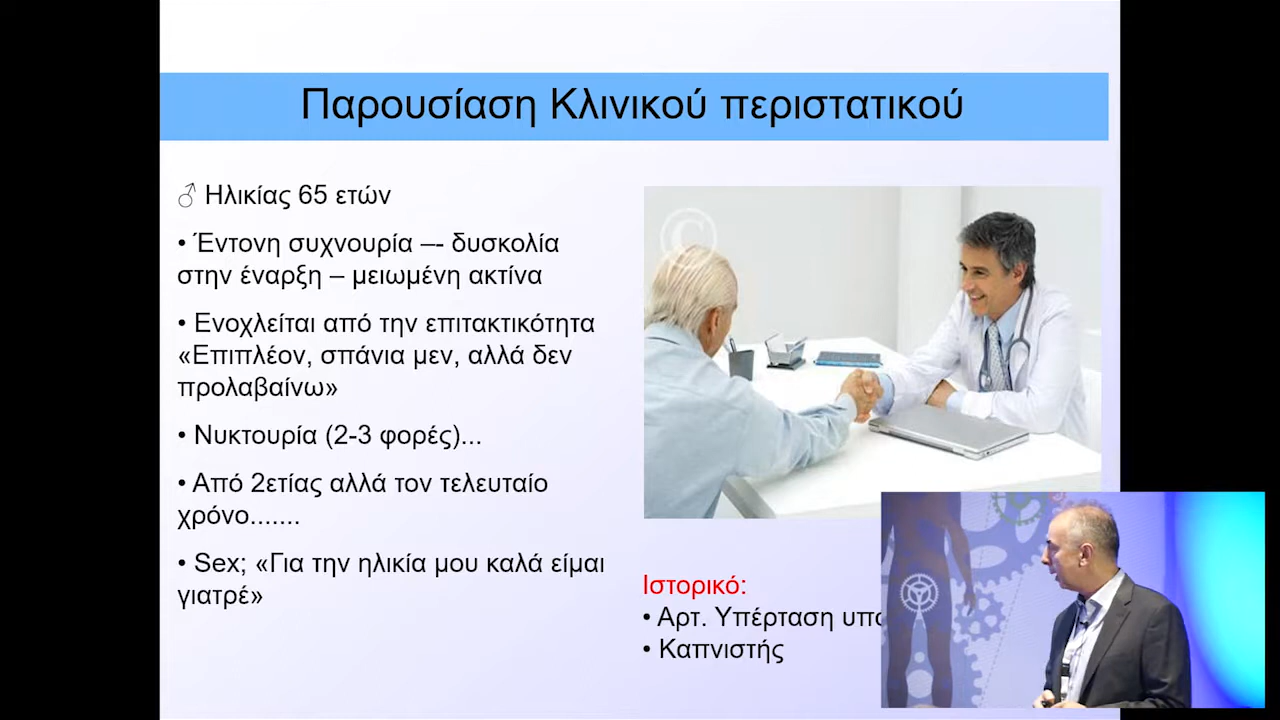 Παρουσίαση Κλινικού περιστατικού
♂ Ηλικίας 65 ετών
• Έντονη συχνουρία –- δυσκολία
στην έναρξη – μειωμένη ακτίνα
• Ενοχλείται από την επιτακτικότητα
«Επιπλέον, σπάνια μεν, αλλά δεν
προλαβαίνω»
• Νυκτουρία (2-3 φορές)...
• Από 2ετίας αλλά τον τελευταίο
χρόνο.......
• Sex; «Για την ηλικία μου καλά είμαι
γιατρέ»
©
Ιστορικό:
• Αρτ. Υπέρταση
• Καπνιστής